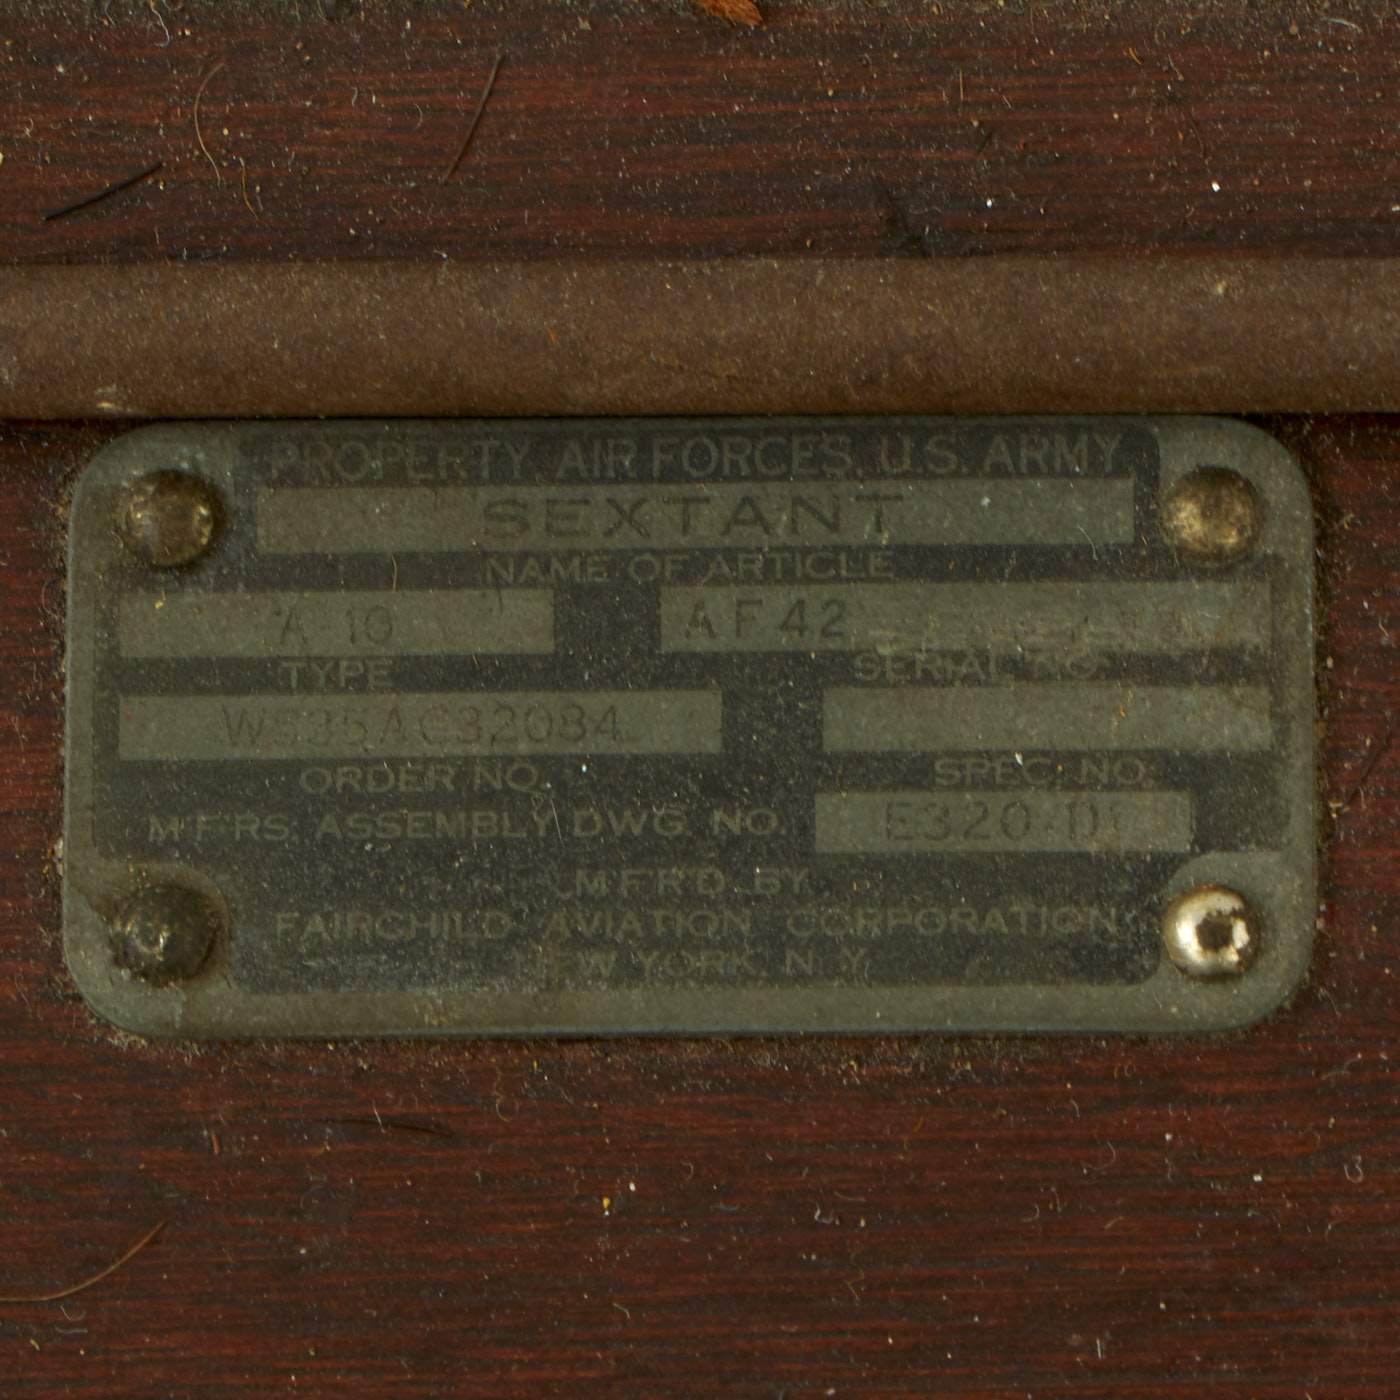 PROPERTY AIR FORCES, U.S. ARMY
SEXTANT
NAME OF ARTICLE
A-10 AF42
TYPE SERIAL NO.
W535AC32084
ORDER NO. SPEC. NO.
M'F'RS. ASSEMBLY DWG. NO. E320-D1
M'F'R'D. BY
FAIRCHILD AVIATION CORPORATION
NEW YORK, N.Y.